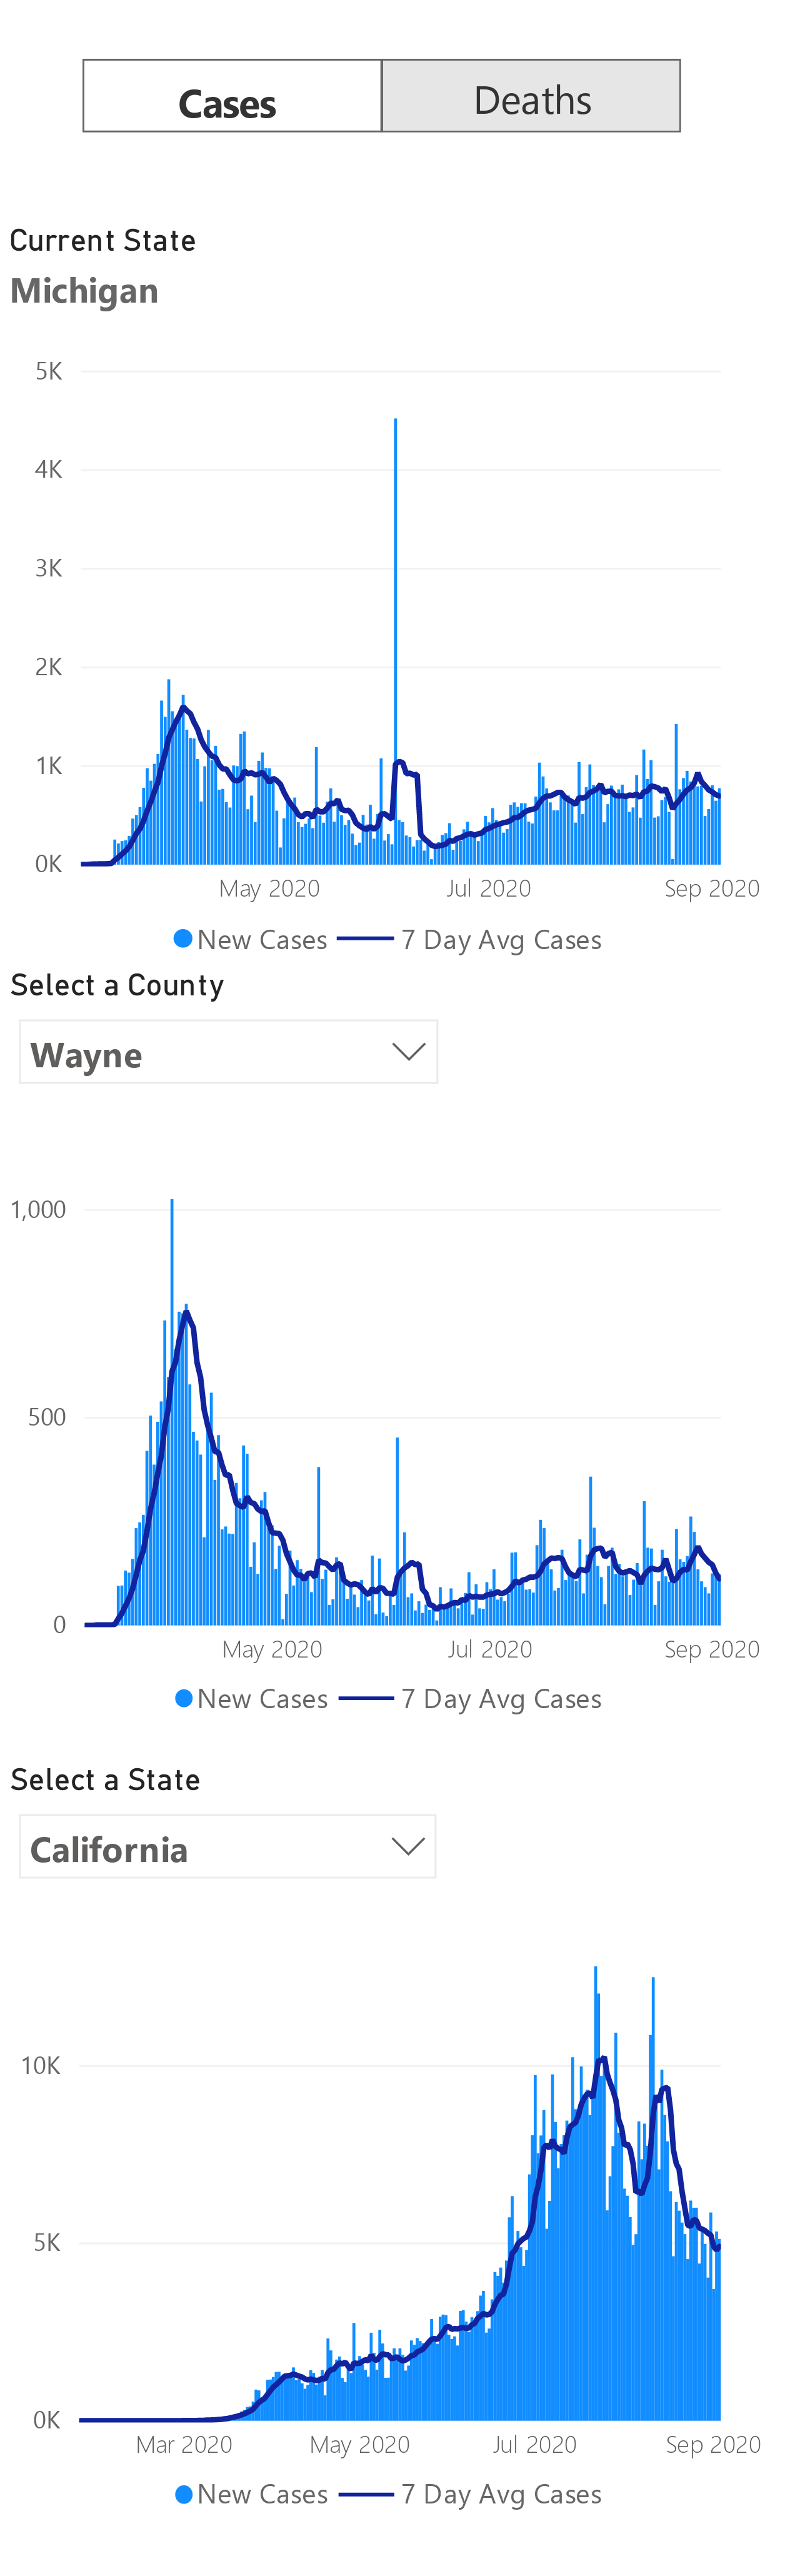 Cases Deaths
Current State
Michigan
5K
4K
3K
2K
1K
0K
May 2020 Jul 2020 Sep 2020
New Cases 7 Day Avg Cases
Select a County
Wayne
1,000
500
0
May 2020 Jul 2020 Sep 2020
New Cases 7 Day Avg Cases
Select a State
California
10K
5K
0K
Mar 2020 May 2020 Jul 2020 Sep 2020
New Cases 7 Day Avg Cases